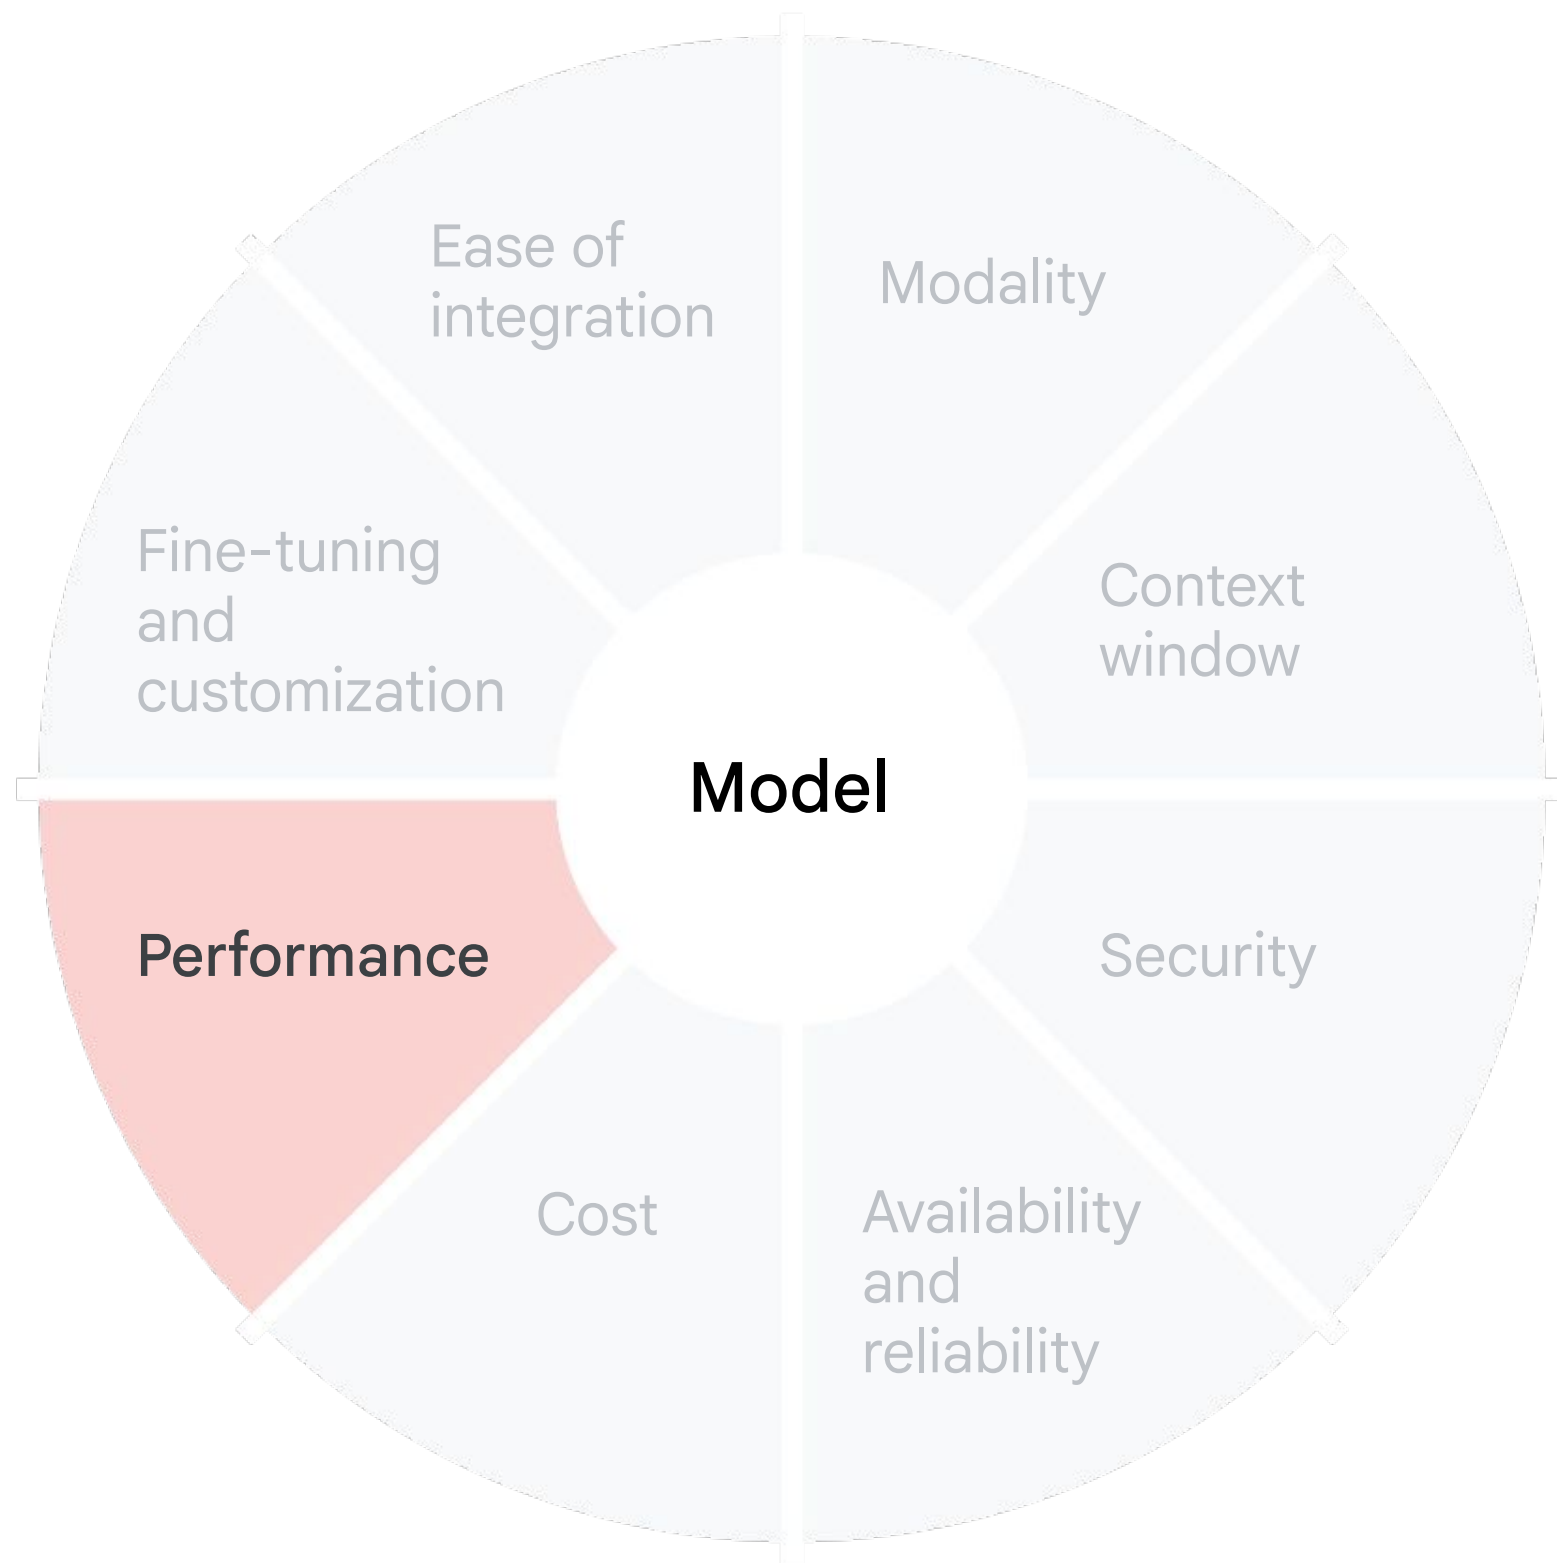 Ease of
integration
Modality
Fine-tuning
and
customization
Context
window
Model
Performance
Security
Cost
Availability
and
reliability